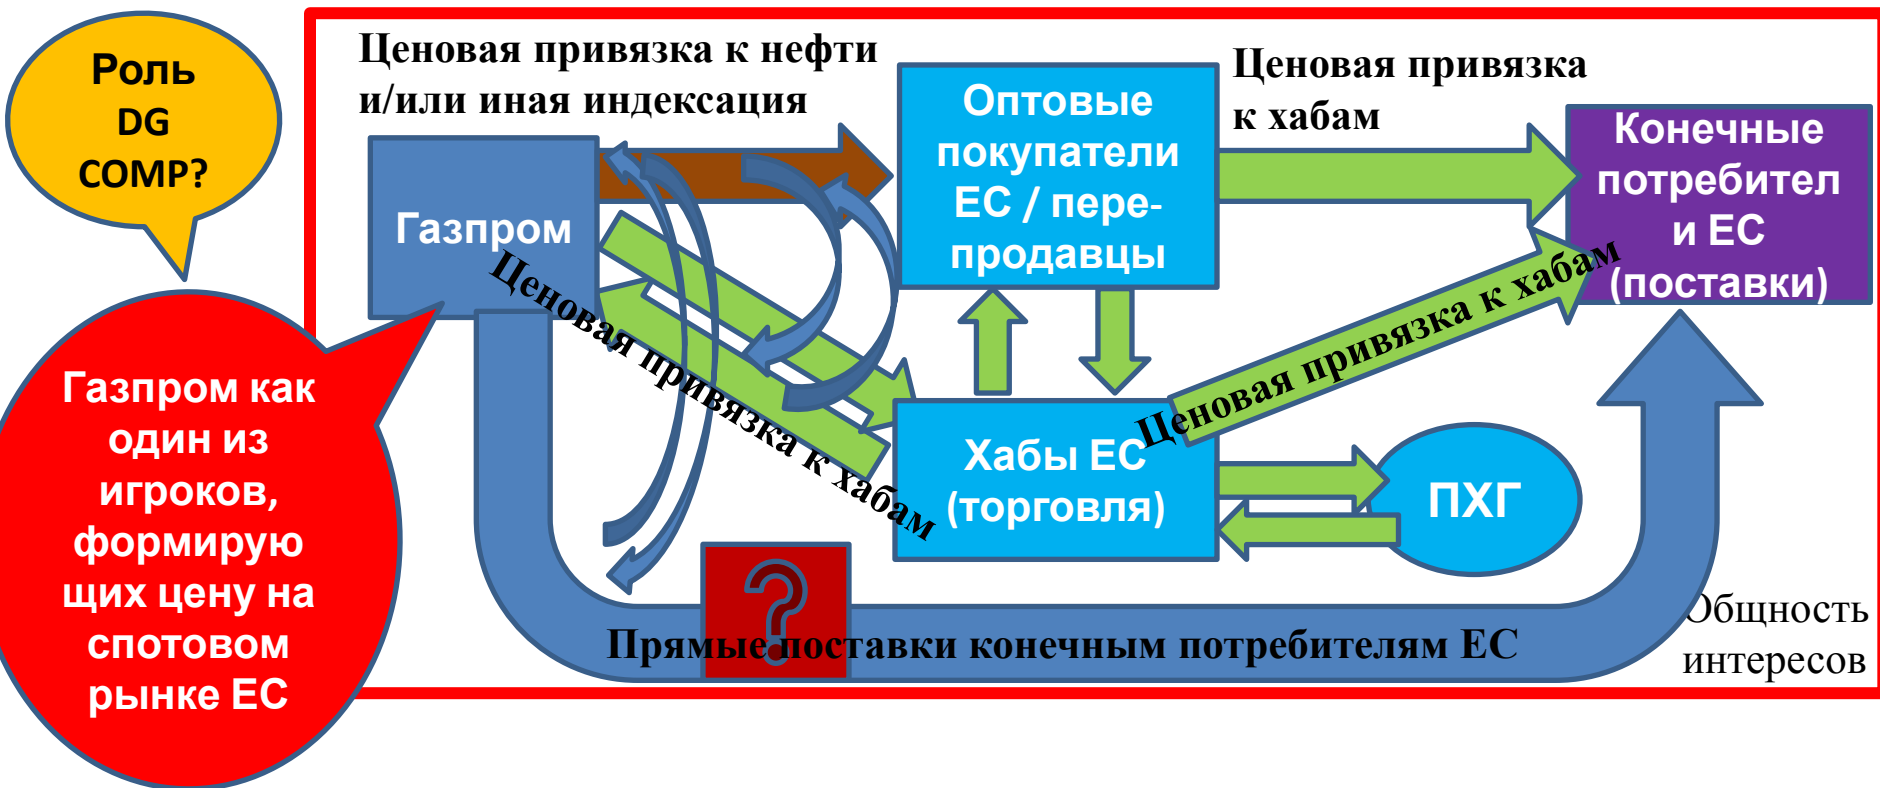 Роль
DG
COMP?
Ценовая привязка к нефти
и/или иная индексация
Газпром
Оптовые
покупатели
ЕС / пере-
продавцы
Ценовая привязка
к хабам
Конечные
потребител
и ЕС
(поставки)
Ценовая привязка к хабам
Ценовая привязка к хабам
Хабы ЕС
(торговля)
ПХГ
Газпром как
один из
игроков,
формирую
щих цену на
спотовом
рынке ЕС
?
Прямые поставки конечным потребителям ЕС
Общность
интересов